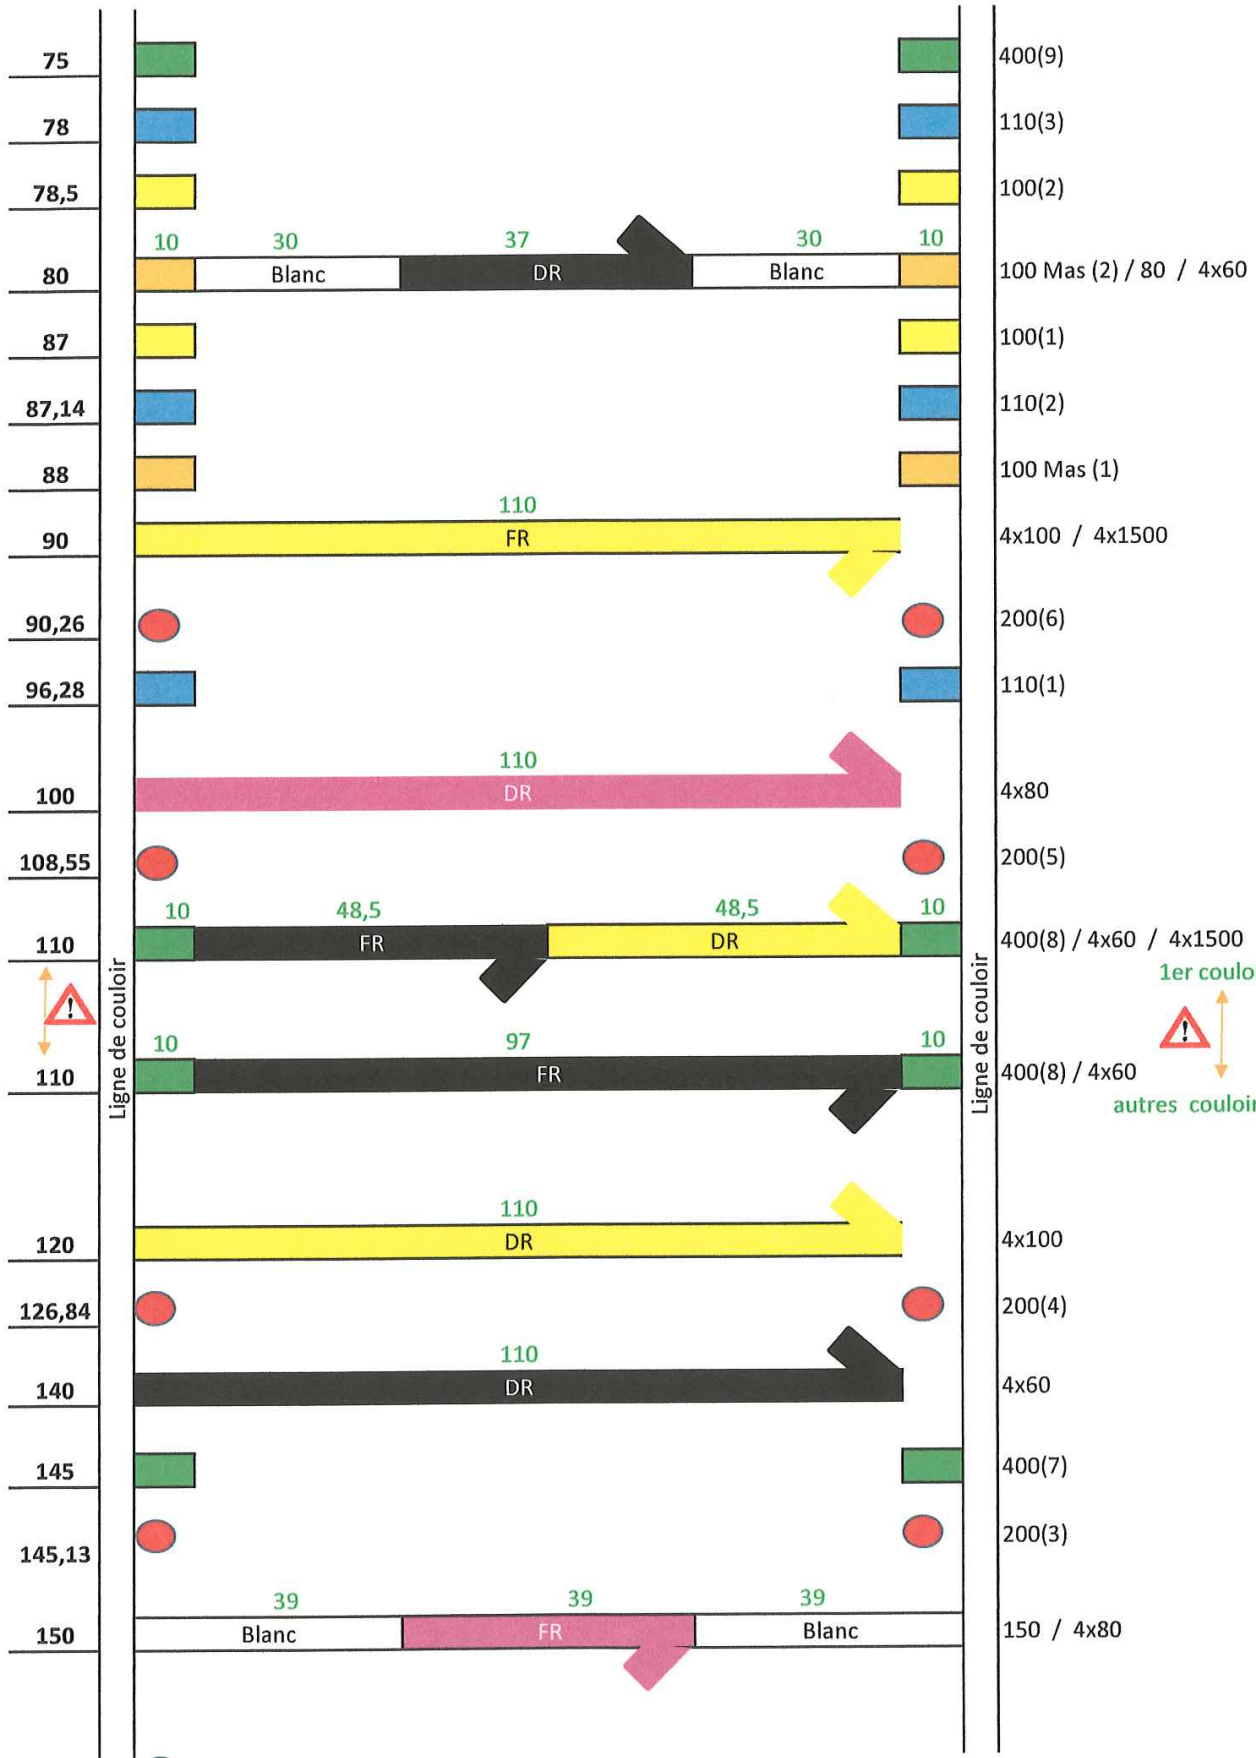 75 400(9)
78 110(3)
78,5 100(2)
10 30 37 30 10
80 Blanc DR Blanc 100 Mas (2) / 80 / 4x60
87 100(1)
87,14 110(2)
88 100 Mas (1)
110
90 FR 4x100 / 4x1500
90,26 200(6)
96,28 110(1)
110
100 DR 4x80
108,55 200(5)
10 48,5 48,5 10
110 FR DR 400(8) / 4x60 / 4x1500
1er coulo
Ligne de couloir
Ligne de couloir
10 97 10
110 FR 400(8) / 4x60
autres couloir
110
120 DR 4x100
126,84 200(4)
110
140 DR 4x60
145 400(7)
145,13 200(3)
39 39 39
150 Blanc FR Blanc 150 / 4x80